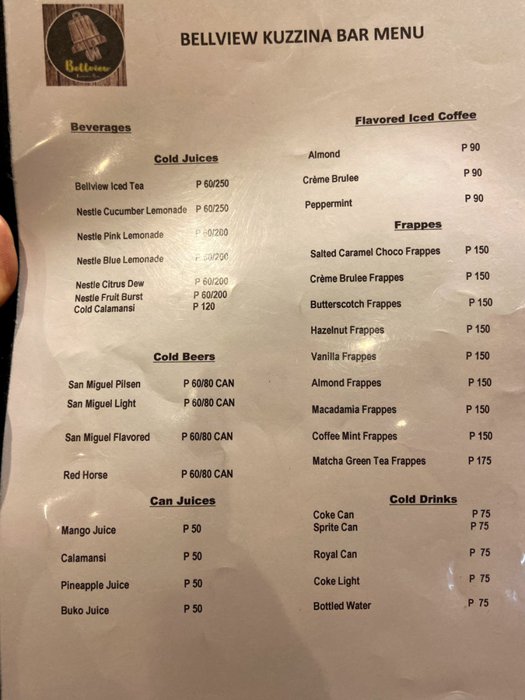 Bellview
BELLVIEW KUZZINA BAR MENU
Beverages
Cold Juices
Bellview Iced Tea P 60/250
Nestle Cucumber Lemonade P 60/250
Nestle Pink Lemonade P 60/200
Nestle Blue Lemonade P 60/200
Nestle Citrus Dew P 60/200
Nestle Fruit Burst P 60/200
Cold Calamansi P 120
Cold Beers
San Miguel Pilsen P 60/80 CAN
San Miguel Light P 60/80 CAN
San Miguel Flavored P 60/80 CAN
Red Horse P 60/80 CAN
Can Juices
Mango Juice P 50
Calamansi P 50
Pineapple Juice P 50
Buko Juice P 50
Flavored Iced Coffee
Almond P 90
Crème Brulee P 90
Peppermint P 90
Frappes
Salted Caramel Choco Frappes P 150
Crème Brulee Frappes P 150
Butterscotch Frappes P 150
Hazelnut Frappes P 150
Vanilla Frappes P 150
Almond Frappes P 150
Macadamia Frappes P 150
Coffee Mint Frappes P 150
Matcha Green Tea Frappes P 175
Cold Drinks
Coke Can P 75
Sprite Can P 75
Royal Can P 75
Coke Light P 75
Bottled Water P 75